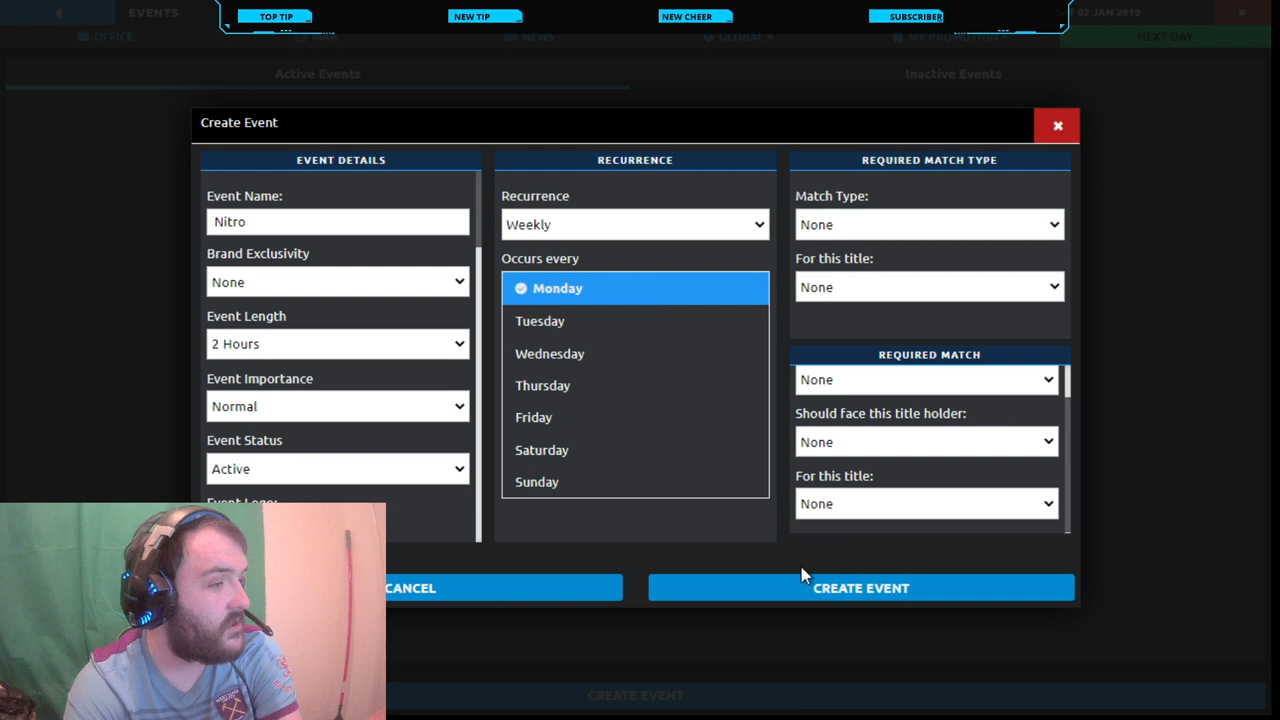 TOP TIP
NEW TIP
NEW CHEER
SUBSCRIBER
EVENTS
02 JAN 2010
OFFICE
MAIL
NEWS
GLOBAL
MY PROMOTION
NEXT DAY
Active Events
Inactive Events
Create Event
EVENT DETAILS
Event Name:
Nitro
Brand Exclusivity
None
Event Length
2 Hours
Event Importance
Normal
Event Status
Active
Event Logo:
RECURRENCE
Recurrence
Weekly
Occurs every
Monday
Tuesday
Wednesday
Thursday
Friday
Saturday
Sunday
REQUIRED MATCH TYPE
Match Type:
None
For this title:
None
REQUIRED MATCH
None
Should face this title holder:
None
For this title:
None
CANCEL
CREATE EVENT
CREATE EVENT